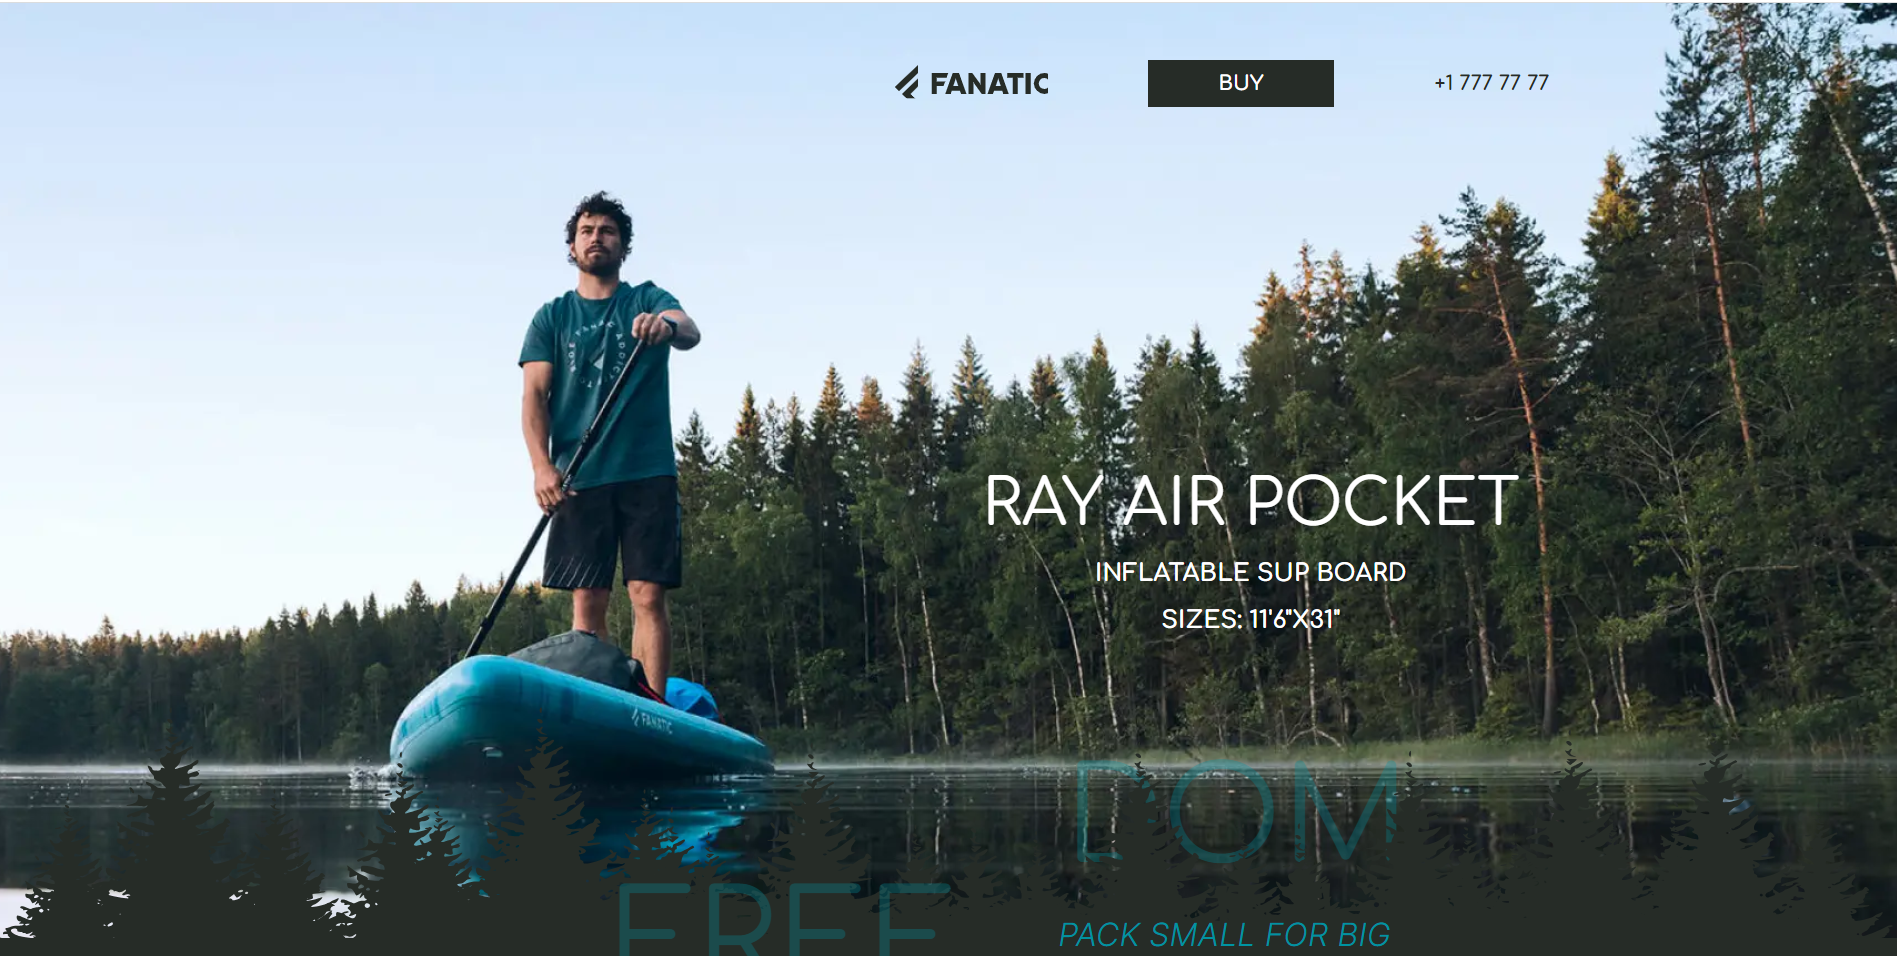 FANATIC
BUY
+1 777 77 77
RAY AIR POCKET
INFLATABLE SUP BOARD
SIZES: 11'6"X31"
FANATIC
DOM
FREE
PACK SMALL FOR BIG